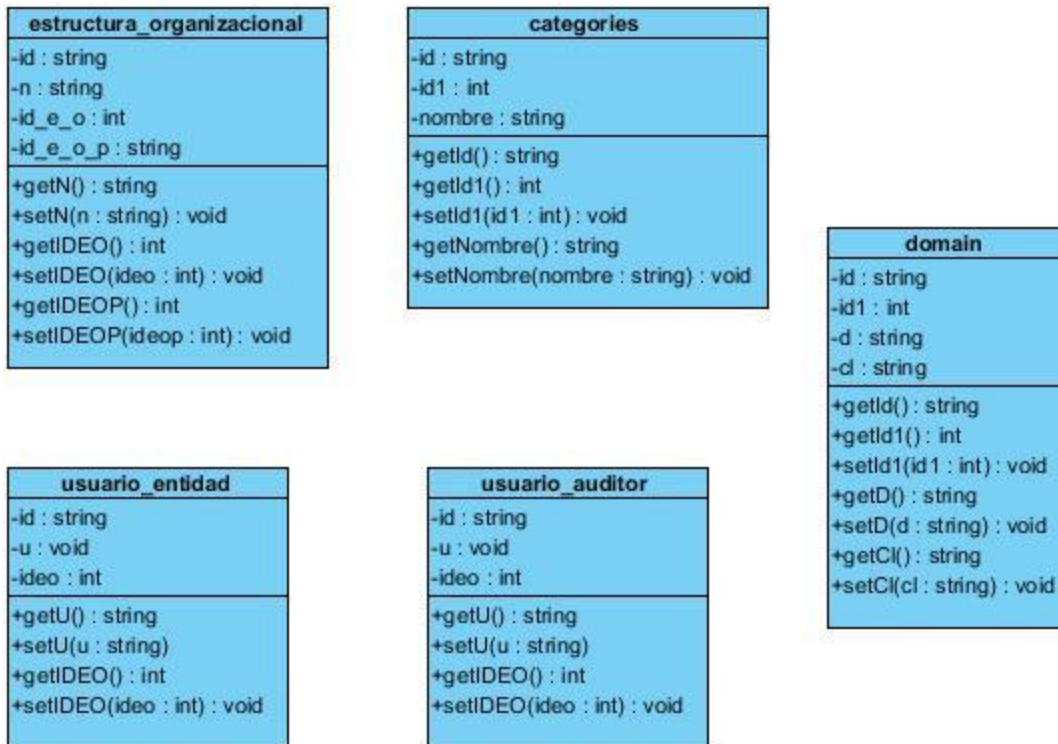 estructura_organizacional
-id : string
-n : string
-id_e_o : int
-id_e_o_p : string
+getN() : string
+setN(n : string) : void
+getIDEO() : int
+setIDEO(ideo : int) : void
+getIDEOP() : int
+setIDEOP(ideop : int) : void
categories
-id : string
-id1 : int
-nombre : string
+getId() : string
+getId1() : int
+setId1(id1 : int) : void
+getNombre() : string
+setNombre(nombre : string) : void
domain
-id : string
-id1 : int
-d : string
-cl : string
+getId() : string
+getId1() : int
+setId1(id1 : int) : void
+getD() : string
+setD(d : string) : void
+getCl() : string
+setCl(cl : string) : void
usuario_entidad
-id : string
-u : void
-ideo : int
+getU() : string
+setU(u : string)
+getIDEO() : int
+setIDEO(ideo : int) : void
usuario_auditor
-id : string
-u : void
-ideo : int
+getU() : string
+setU(u : string)
+getIDEO() : int
+setIDEO(ideo : int) : void